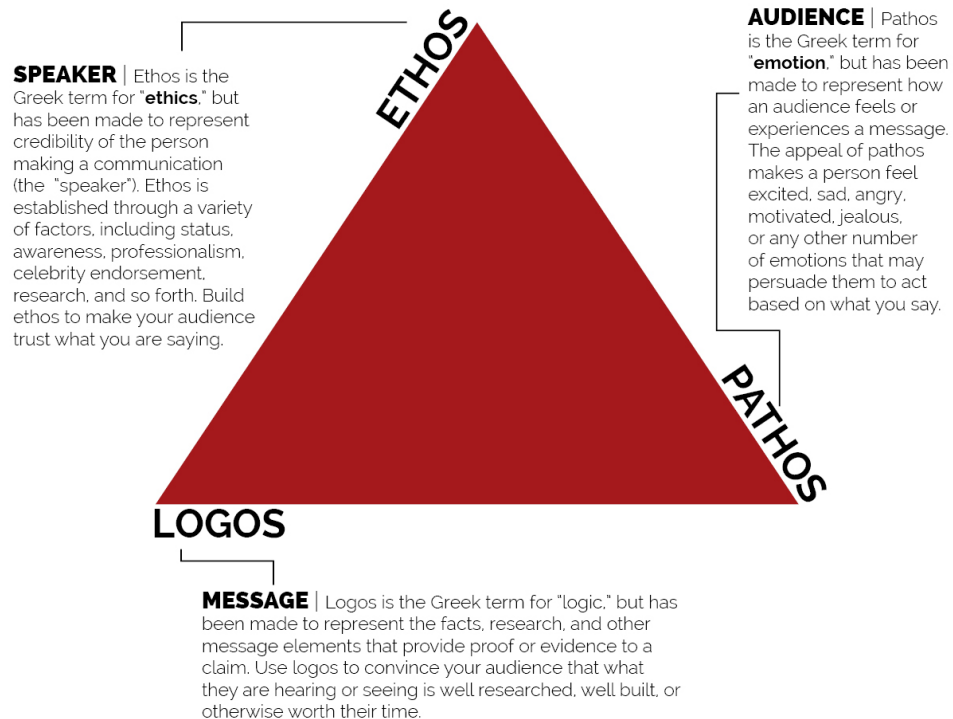 ETHOS
SPEAKER | Ethos is the
Greek term for "ethics," but
has been made to represent
credibility of the person
making a communication
(the "speaker"). Ethos is
established through a variety
of factors, including status,
awareness, professionalism,
celebrity endorsement,
research, and so forth. Build
ethos to make your audience
trust what you are saying.
AUDIENCE | Pathos
is the Greek term for
"emotion," but has been
made to represent how
an audience feels or
experiences a message.
The appeal of pathos
makes a person feel
excited, sad, angry,
motivated, jealous,
or any other number
of emotions that may
persuade them to act
based on what you say.
PATHOS
LOGOS
MESSAGE | Logos is the Greek term for "logic," but has
been made to represent the facts, research, and other
message elements that provide proof or evidence to a
claim. Use logos to convince your audience that what
they are hearing or seeing is well researched, well built, or
otherwise worth their time.